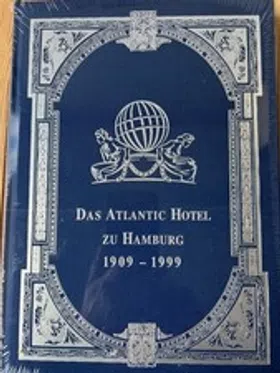 DAS ATLANTIC HOTEL
ZU HAMBURG
1909 – 1999